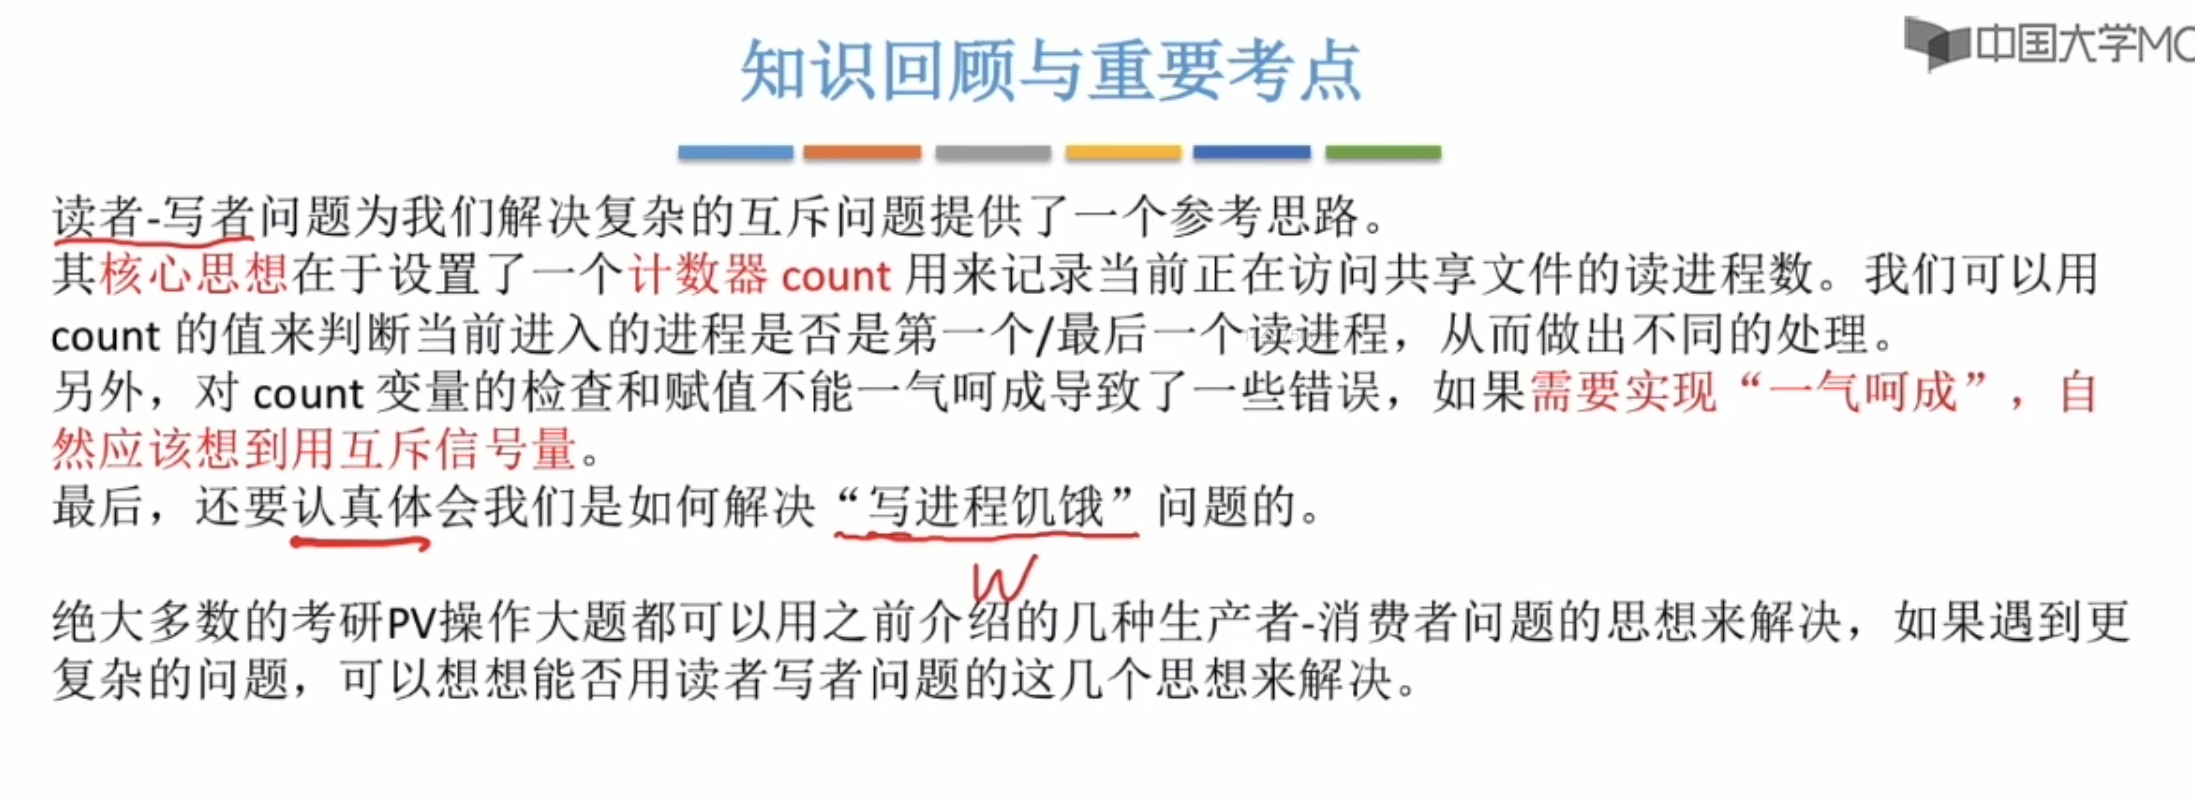 中国大学MO
知识回顾与重要考点
读者-写者问题为我们解决复杂的互斥问题提供了一个参考思路。
其核心思想在于设置了一个计数器 count 用来记录当前正在访问共享文件的读进程数。我们可以用
count 的值来判断当前进入的进程是否是第一个/最后一个读进程，从而做出不同的处理。
另外，对 count 变量的检查和赋值不能一气呵成导致了一些错误，如果需要实现“一气呵成”，自
然应该想到用互斥信号量。
最后，还要认真体会我们是如何解决“写进程饥饿”问题的。
W
绝大多数的考研PV操作大题都可以用之前介绍的几种生产者-消费者问题的思想来解决，如果遇到更
复杂的问题，可以想想能否用读者写者问题的这几个思想来解决。